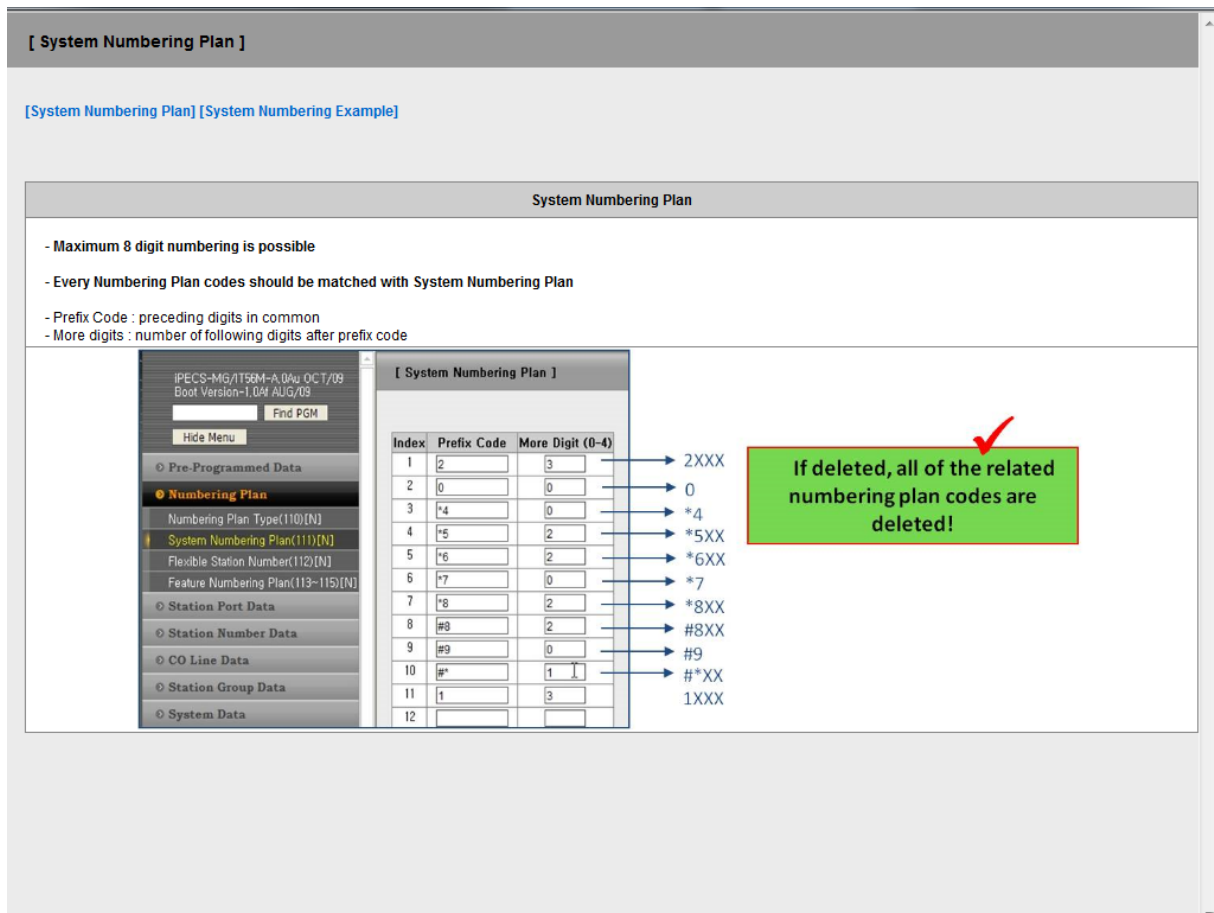 [ System Numbering Plan ]
[System Numbering Plan] [System Numbering Example]
System Numbering Plan
- Maximum 8 digit numbering is possible
- Every Numbering Plan codes should be matched with System Numbering Plan
- Prefix Code : preceding digits in common
- More digits : number of following digits after prefix code
iPECS-MG/IT56M-A.0Au OCT/09
Boot Version-1.0Af AUG/09
Find PGM
Hide Menu
Pre-Programmed Data
Numbering Plan
Numbering Plan Type(110)[N]
System Numbering Plan(111)[N]
Flexible Station Number(112)[N]
Feature Numbering Plan(113~115)[N]
Station Port Data
Station Number Data
CO Line Data
Station Group Data
System Data
[ System Numbering Plan ]
Index Prefix Code More Digit (0-4)
1 2 3 2XXX
2 0 0 0
3 *4 0 *4
4 *5 2 *5XX
5 *6 2 *6XX
6 *7 0 *7
7 *8 2 *8XX
8 #8 2 #8XX
9 #9 0 #9
10 #* 1 #*XX
11 1 3 1XXX
12
If deleted, all of the related
numbering plan codes are
deleted!